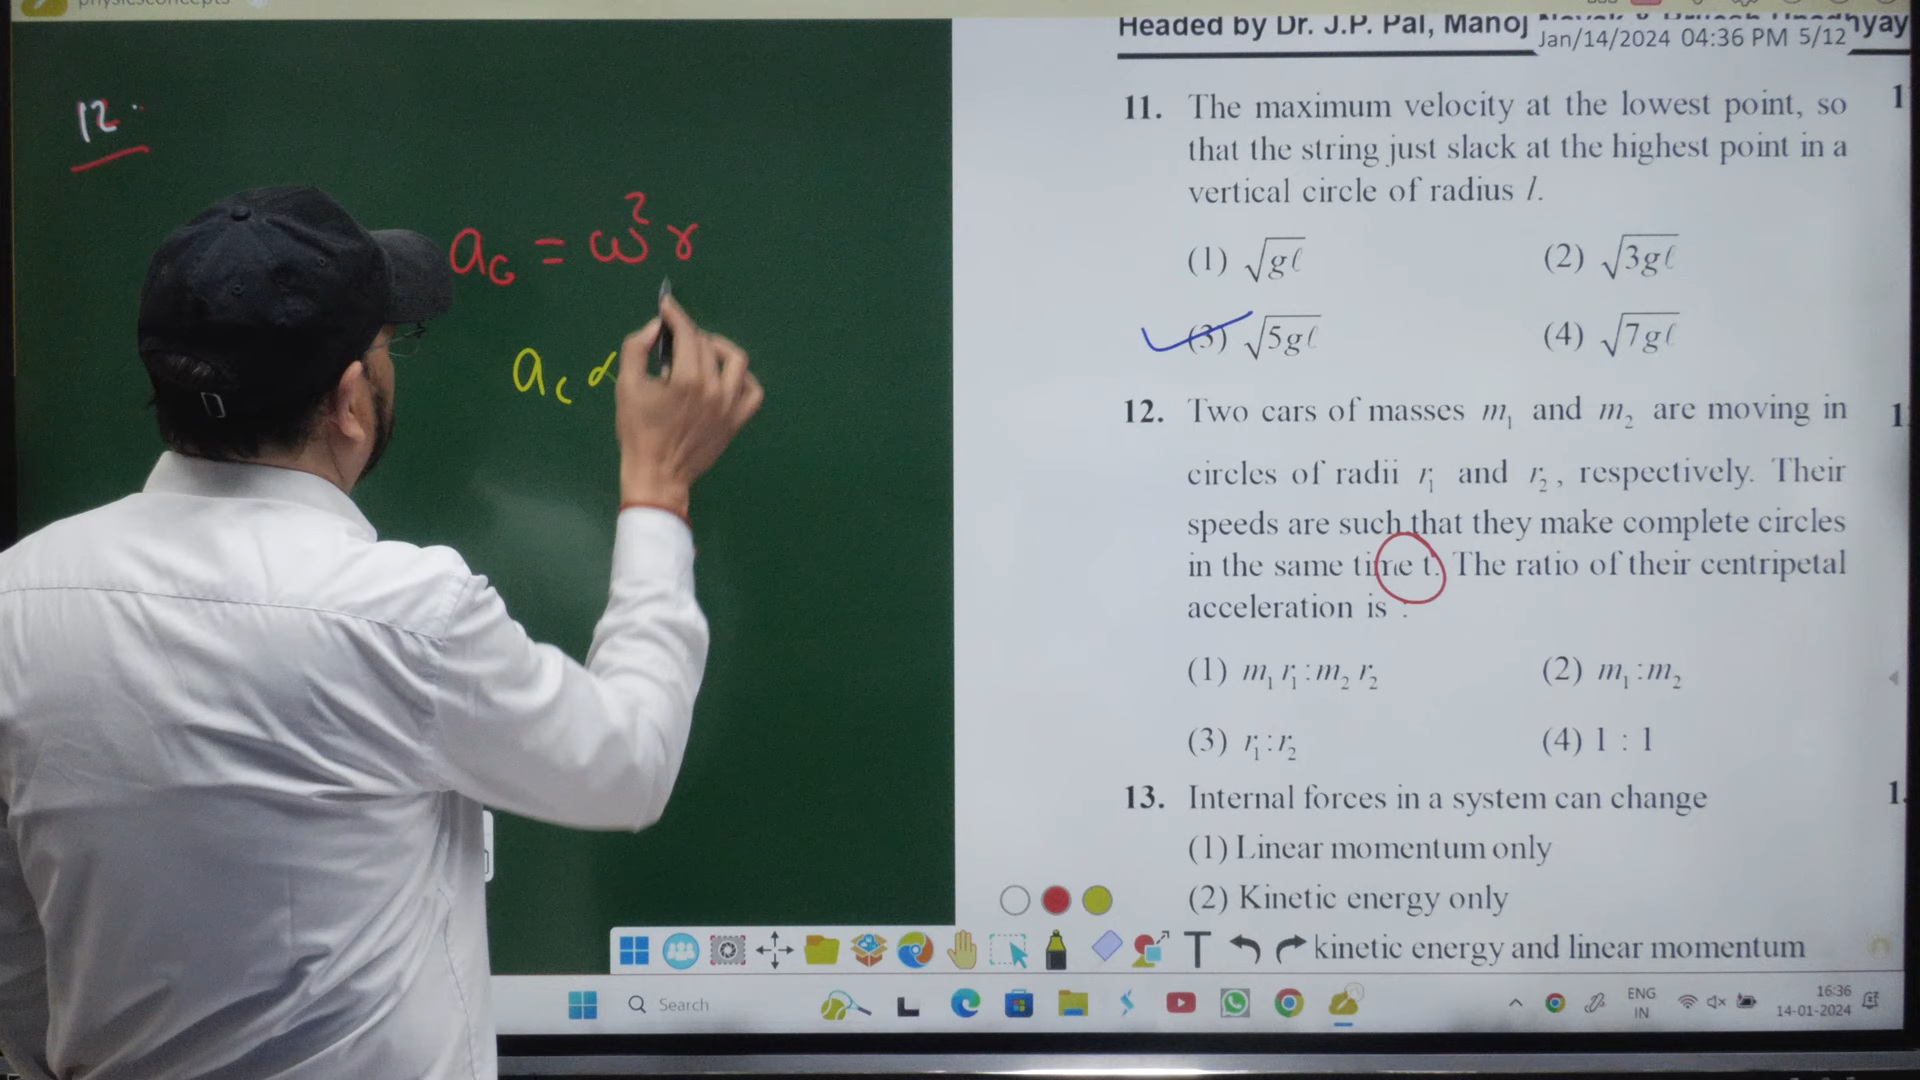 physicsconcepts
12.
a_c = ω² r
a_c ∝
Headed by Dr. J.P. Pal, Manoj
Jan/14/2024 04:36 PM 5/12
11. The maximum velocity at the lowest point, so
that the string just slack at the highest point in a
vertical circle of radius l.
(1) √gℓ (2) √3gℓ
(3) √5gℓ (4) √7gℓ
12. Two cars of masses m₁ and m₂ are moving in
circles of radii r₁ and r₂, respectively. Their
speeds are such that they make complete circles
in the same time t. The ratio of their centripetal
acceleration is :
(1) m₁ r₁ : m₂ r₂ (2) m₁ : m₂
(3) r₁ : r₂ (4) 1 : 1
13. Internal forces in a system can change
(1) Linear momentum only
(2) Kinetic energy only
kinetic energy and linear momentum
Search
ENG
IN
16:36
14-01-2024